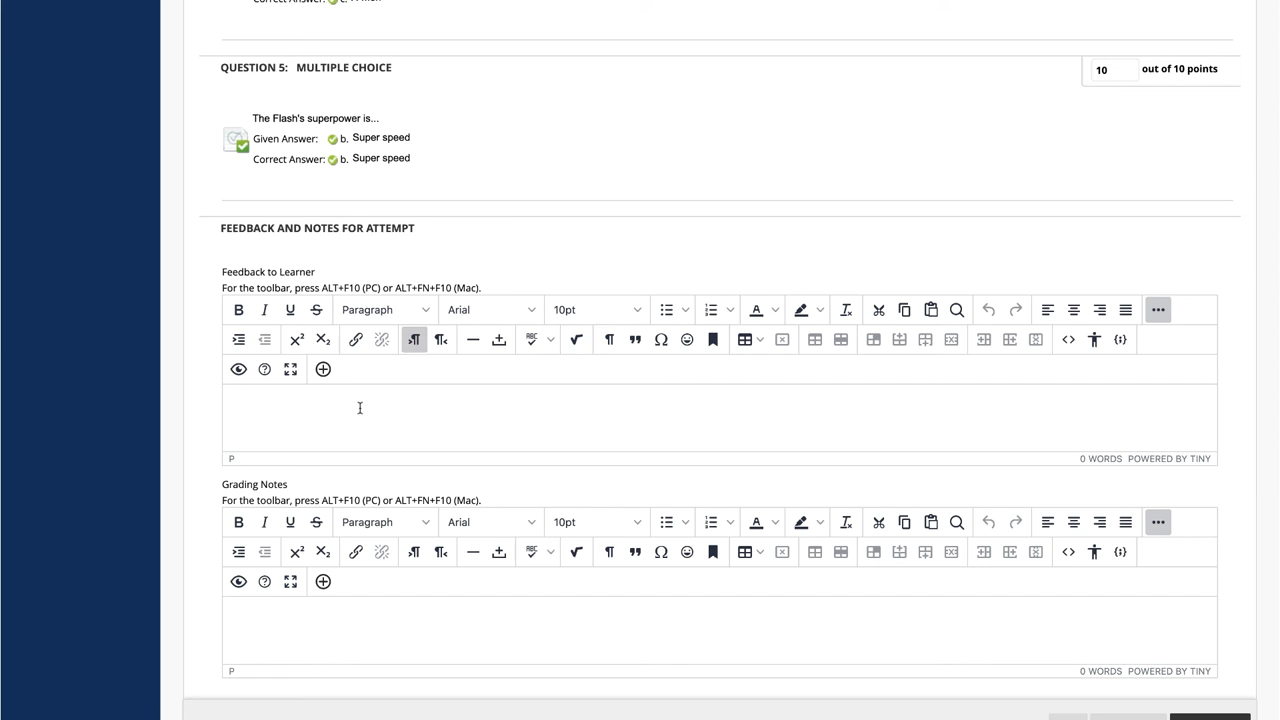 QUESTION 5: MULTIPLE CHOICE
10 out of 10 points
The Flash's superpower is...
Given Answer: b. Super speed
Correct Answer: b. Super speed
FEEDBACK AND NOTES FOR ATTEMPT
Feedback to Learner
For the toolbar, press ALT+F10 (PC) or ALT+FN+F10 (Mac).
B I U S Paragraph Arial 10pt
P 0 WORDS POWERED BY TINY
Grading Notes
For the toolbar, press ALT+F10 (PC) or ALT+FN+F10 (Mac).
B I U S Paragraph Arial 10pt
P 0 WORDS POWERED BY TINY